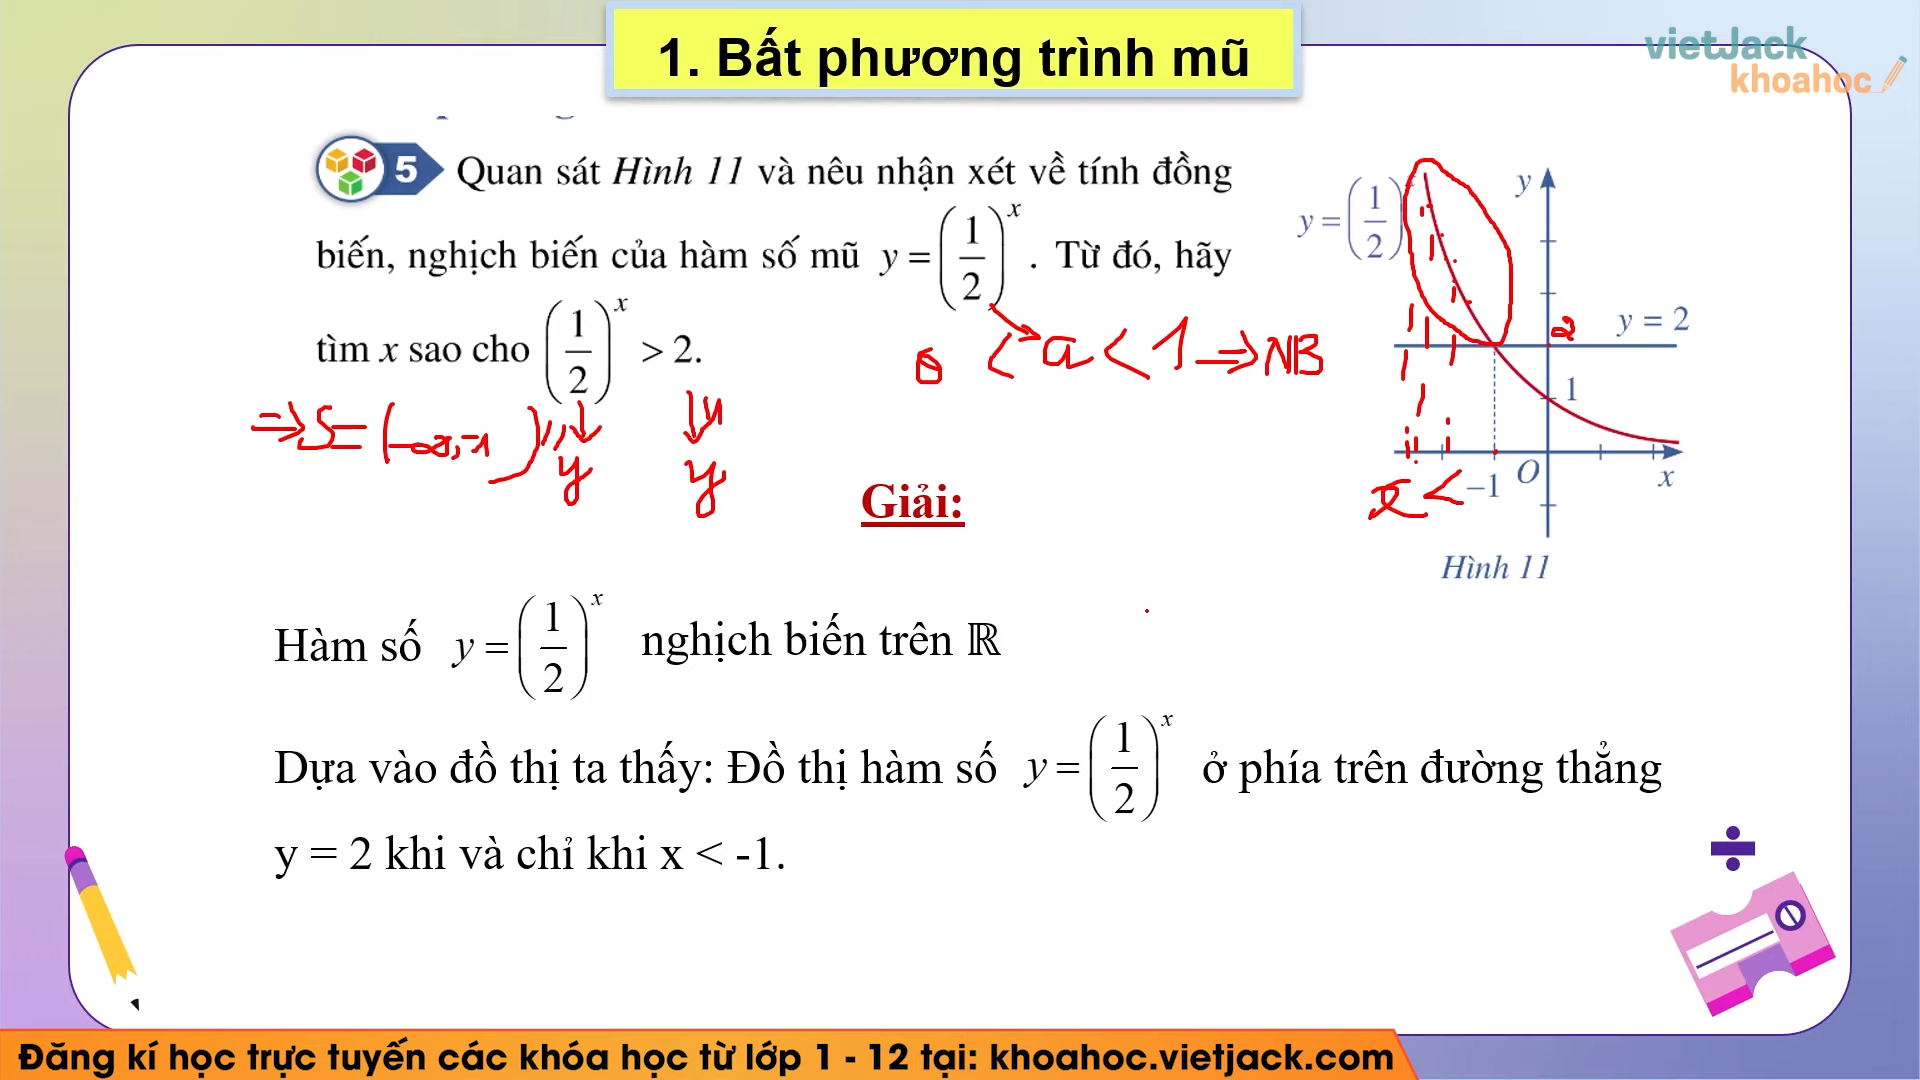 1. Bất phương trình mũ
vietJack
khoahoc
5 Quan sát Hình 11 và nêu nhận xét về tính đồng
biến, nghịch biến của hàm số mũ y = (1/2)^x. Từ đó, hãy
tìm x sao cho (1/2)^x > 2.
0 < a < 1 => NB
=> S = (-∞, -1)
y y
y = (1/2)
y
2
y = 2
1
x < -1 O x
Hình 11
Giải:
Hàm số y = (1/2)^x nghịch biến trên ℝ
Dựa vào đồ thị ta thấy: Đồ thị hàm số y = (1/2)^x ở phía trên đường thẳng
y = 2 khi và chỉ khi x < -1.
Đăng kí học trực tuyến các khóa học từ lớp 1 - 12 tại: khoahoc.vietjack.com